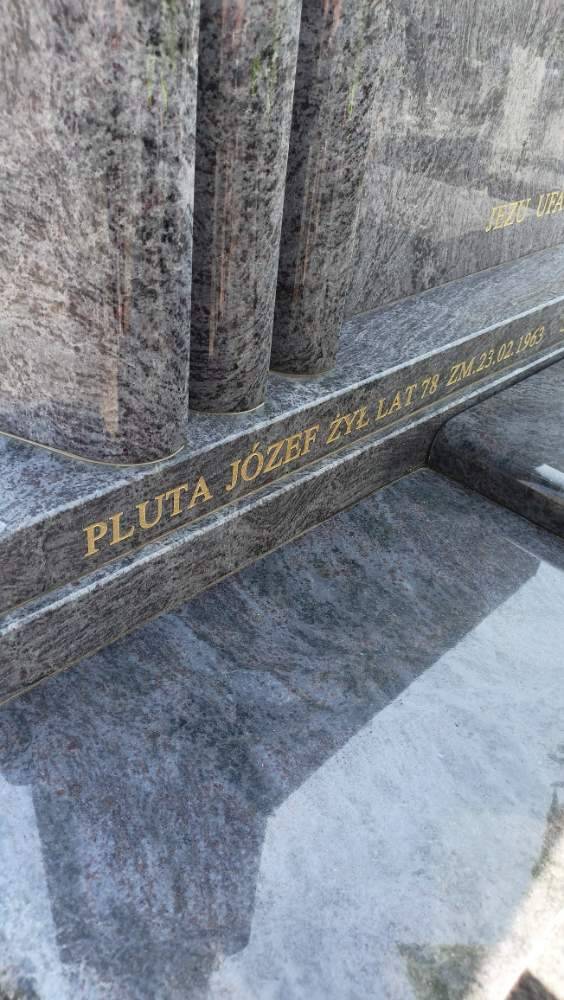 JEZU UFA
PLUTA JÓZEF ŻYŁ LAT 78 ZM.23.02.1963